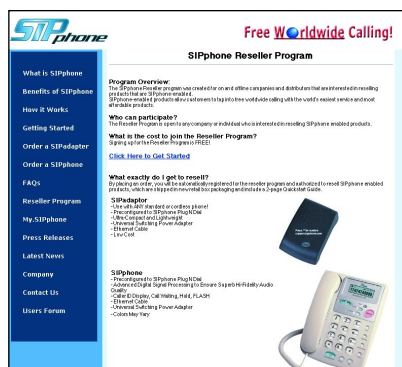 SIPphone
Free Worldwide Calling!
SIPphone Reseller Program
What is SIPphone
Benefits of SIPphone
How it Works
Getting Started
Order a SIPadapter
Order a SIPphone
FAQs
Reseller Program
My.SIPphone
Press Releases
Latest News
Company
Contact Us
Users Forum
Program Overview:
The SIPphone Reseller program was created for on and offline companies and distributors that are interested in reselling
products that are SIPphone-enabled.
SIPphone-enabled products allow customers to tap into free worldwide calling with the world's easiest service and most
affordable products.
Who can participate?
The Reseller Program is open to any company or individual who is interested in reselling SIPphone enabled products.
What is the cost to join the Reseller Program?
Signing up for the Reseller Program is FREE!
Click Here to Get Started
What exactly do I get to resell?
By placing an order, you will be automatically registered for the reseller program and authorized to resell SIPphone enabled
products, which are shipped in new retail box packaging and include a 2-page Quickstart Guide.
SIPadaptor
- Use with ANY standard or cordless phone!
- Preconfigured to SIPphone Plug N Dial
- Ultra-Compact and Lightweight
- Universal Switching Power Adapter
- Ethernet Cable
- Low Cost
SIPphone
- Preconfigured to SIPphone Plug N Dial
- Advanced Digital Signal Processing to Ensure Superb Hi-Fidelity Audio
Quality
- Caller ID Display, Call Waiting, Hold, FLASH
- Ethernet Cable
- Universal Switching Power Adapter
- Colors May Vary